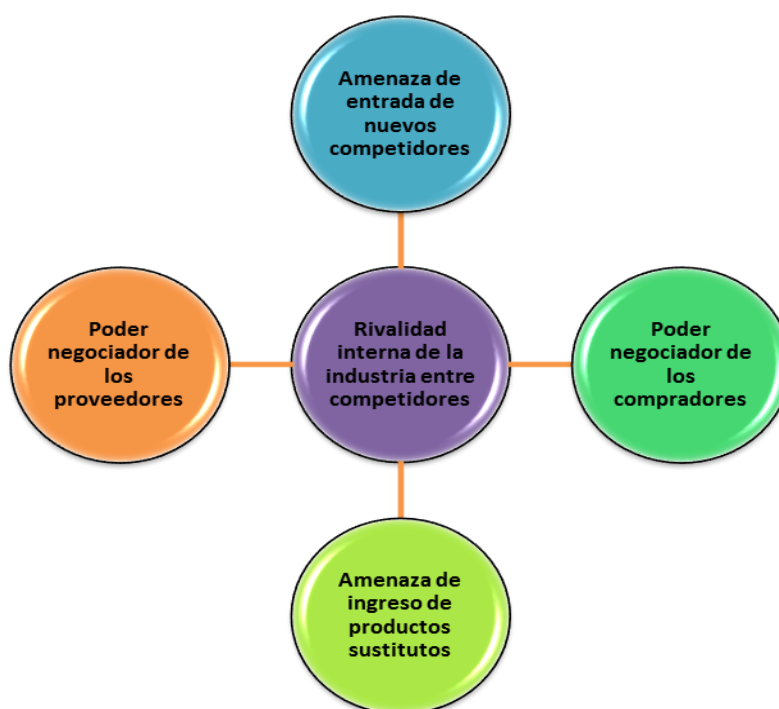 Amenaza de
entrada de
nuevos
competidores
Poder
negociador de
los
proveedores
Rivalidad
interna de la
industria entre
competidores
Poder
negociador de
los
compradores
Amenaza de
ingreso de
productos
sustitutos